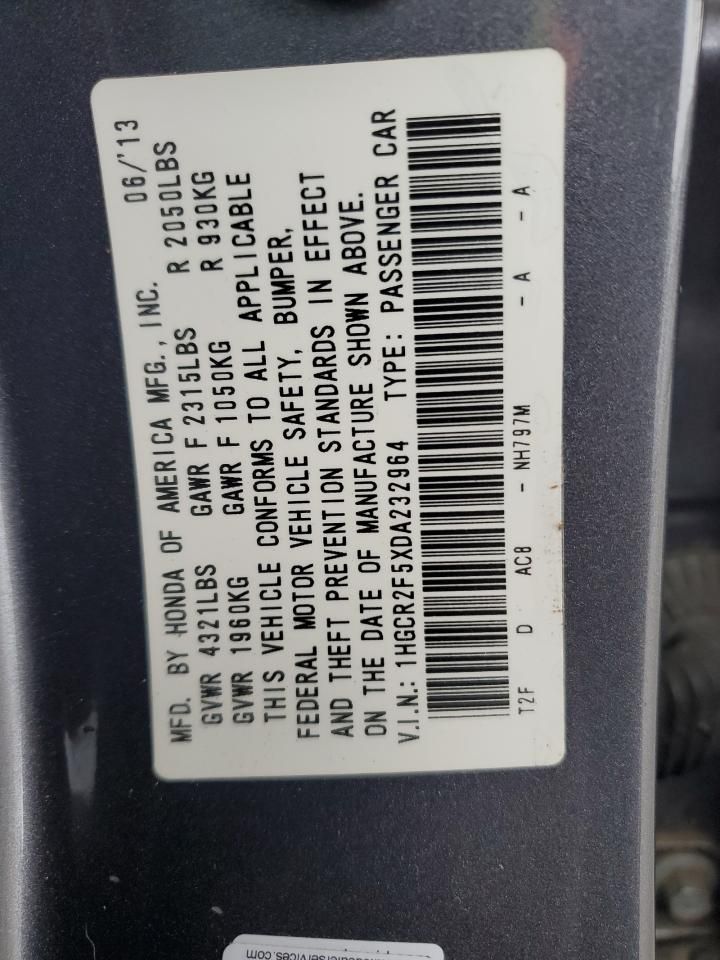 MFD. BY HONDA OF AMERICA MFG., INC. 06/'13
GVWR 4321LBS GAWR F 2315LBS R 2050LBS
GVWR 1960KG GAWR F 1050KG R 930KG
THIS VEHICLE CONFORMS TO ALL APPLICABLE
FEDERAL MOTOR VEHICLE SAFETY, BUMPER,
AND THEFT PREVENTION STANDARDS IN EFFECT
ON THE DATE OF MANUFACTURE SHOWN ABOVE.
V.I.N.: 1HGCR2F5XDA232964 TYPE: PASSENGER CAR
T2F D AC8 - NH797M - A - A